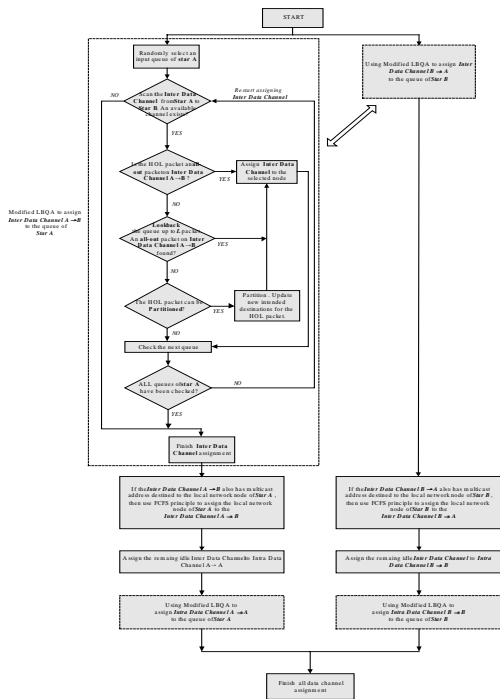 START
Randomly select an
input queue of star A
Using Modified LBQA to assign Inter
Data Channel B → A to
the queue of
Star B
NO
Scan the Inter Data
Channel from Star A to
Star B. An available
channel exists?
Restart assigning
Inter Data Channel
YES
Is the HOL packet an all-
out packet on Inter Data
Channel A→B ?
YES
Assign Inter Data
Channel to the
selected node
NO
Modified LBQA to assign
Inter Data Channel A →B
to the queue of
Star A
Lookback
the queue up to L packet.
An all-out packet on Inter
Data Channel A→B
found?
YES
NO
The HOL packet can be
Partitioned?
YES
Partition . Update
new intended
destinations for the
HOL packet.
NO
Check the next queue
ALL queues of star A
have been checked?
NO
YES
Finish Inter Data
Channel assignment
If the Inter Data Channel A →B also has multicast
address destined to the local network node of Star A ,
then use FCFS principle to assign the local network
node of Star A to the
Inter Data Channel A → B
If the Inter Data Channel B → A also has multicast
address destined to the local network node of Star B ,
then use FCFS principle to assign the local network
node of Star B to the
Inter Data Channel B → A
Assign the remaing idle Inter Data Channel to Intra Data
Channel A → A
Assign the remaing idle Inter Data Channel to Intra
Data Channel B → B
Using Modified LBQA to
assign Intra Data Channel A → A
to the queue of
Star A
Using Modified LBQA to
assign Intra Data Channel B → B
to the queue of
Star B
Finish all data channel
assignment